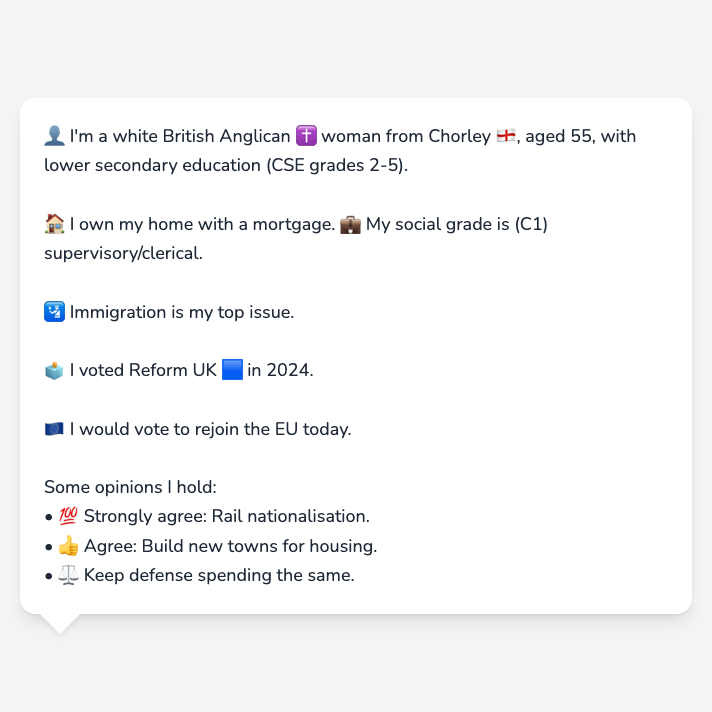 👤 I'm a white British Anglican ✝️ woman from Chorley 🏴󠁧󠁢󠁥󠁮󠁧󠁿, aged 55, with
lower secondary education (CSE grades 2-5).
🏠 I own my home with a mortgage. 💼 My social grade is (C1)
supervisory/clerical.
🛂 Immigration is my top issue.
🗳️ I voted Reform UK 🟦 in 2024.
🇪🇺 I would vote to rejoin the EU today.
Some opinions I hold:
• 💯 Strongly agree: Rail nationalisation.
• 👍 Agree: Build new towns for housing.
• ⚖️ Keep defense spending the same.